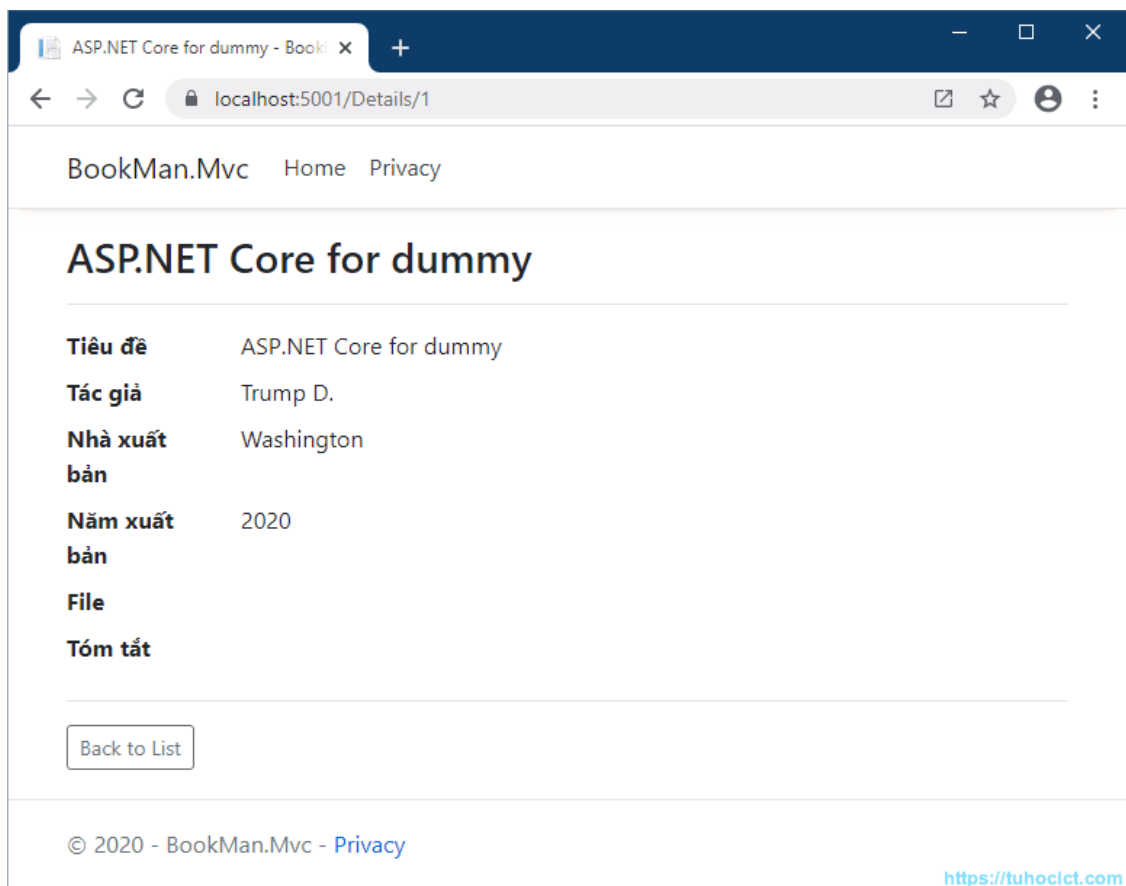 ASP.NET Core for dummy - Book
localhost:5001/Details/1
BookMan.Mvc Home Privacy
ASP.NET Core for dummy
Tiêu đề ASP.NET Core for dummy
Tác giả Trump D.
Nhà xuất Washington
bản
Năm xuất 2020
bản
File
Tóm tắt
Back to List
© 2020 - BookMan.Mvc - Privacy
https://tuhocict.com